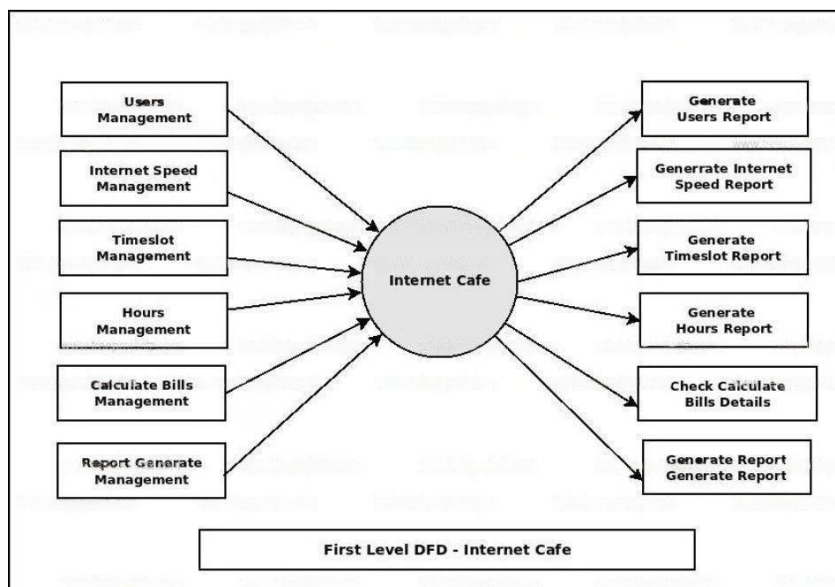 Users
Management
Internet Speed
Management
Timeslot
Management
Hours
Management
Calculate Bills
Management
Report Generate
Management
Internet Cafe
Generate
Users Report
Generrate Internet
Speed Report
Generate
Timeslot Report
Generate
Hours Report
Check Calculate
Bills Details
Generate Report
Generate Report
First Level DFD - Internet Cafe